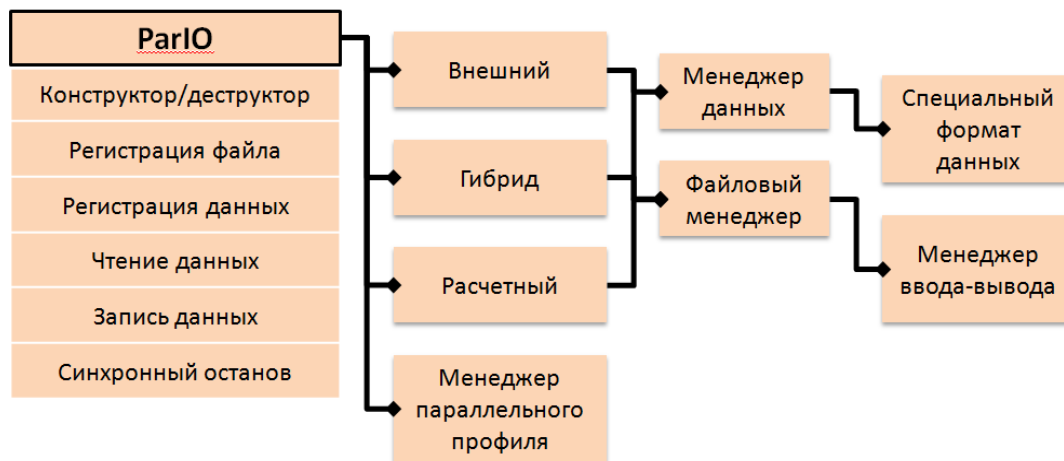 ParIO
Конструктор/деструктор
Регистрация файла
Регистрация данных
Чтение данных
Запись данных
Синхронный останов
Внешний
Гибрид
Расчетный
Менеджер
параллельного
профиля
Менеджер
данных
Файловый
менеджер
Специальный
формат
данных
Менеджер
ввода-вывода